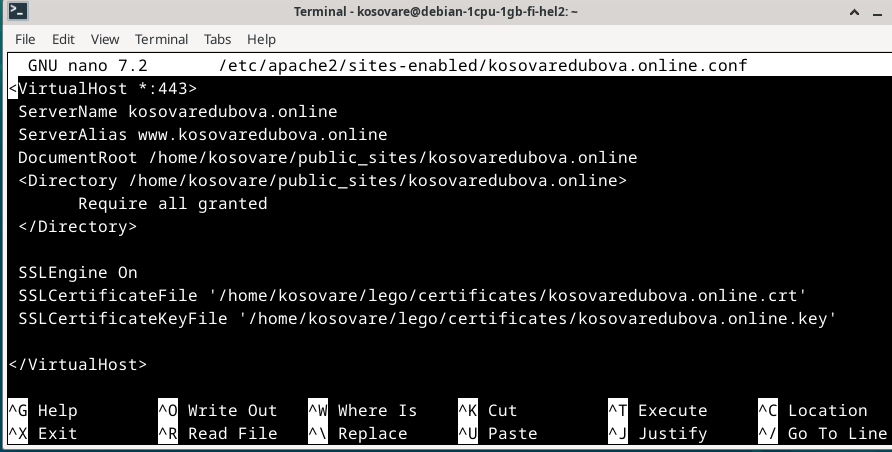 Terminal - kosovare@debian-1cpu-1gb-fi-hel2: ~
File Edit View Terminal Tabs Help
GNU nano 7.2 /etc/apache2/sites-enabled/kosovaredubova.online.conf
<VirtualHost *:443>
ServerName kosovaredubova.online
ServerAlias www.kosovaredubova.online
DocumentRoot /home/kosovare/public_sites/kosovaredubova.online
<Directory /home/kosovare/public_sites/kosovaredubova.online>
Require all granted
</Directory>
SSLEngine On
SSLCertificateFile '/home/kosovare/lego/certificates/kosovaredubova.online.crt'
SSLCertificateKeyFile '/home/kosovare/lego/certificates/kosovaredubova.online.key'
</VirtualHost>
^G Help ^O Write Out ^W Where Is ^K Cut ^T Execute ^C Location
^X Exit ^R Read File ^\ Replace ^U Paste ^J Justify ^/ Go To Line